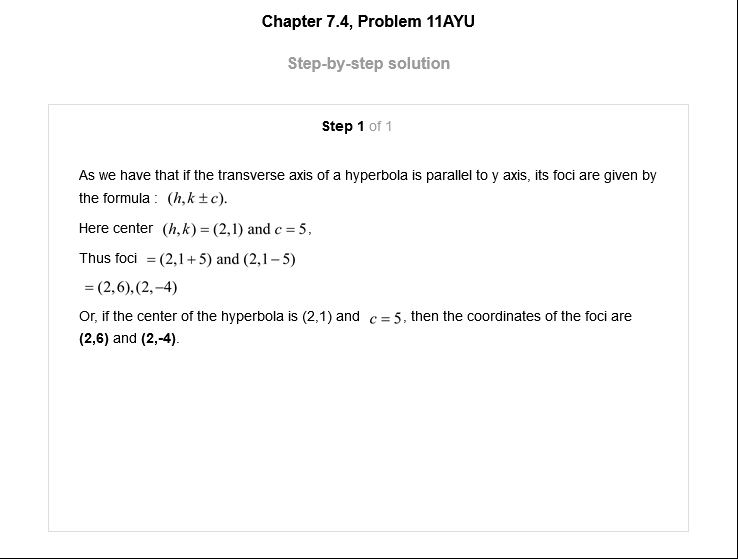 Chapter 7.4, Problem 11AYU
Step-by-step solution
Step 1 of 1
As we have that if the transverse axis of a hyperbola is parallel to y axis, its foci are given by
the formula : (h,k ± c).
Here center (h,k) = (2,1) and c = 5,
Thus foci = (2,1+5) and (2,1−5)
= (2,6),(2,−4)
Or, if the center of the hyperbola is (2,1) and c = 5, then the coordinates of the foci are
(2,6) and (2,-4).